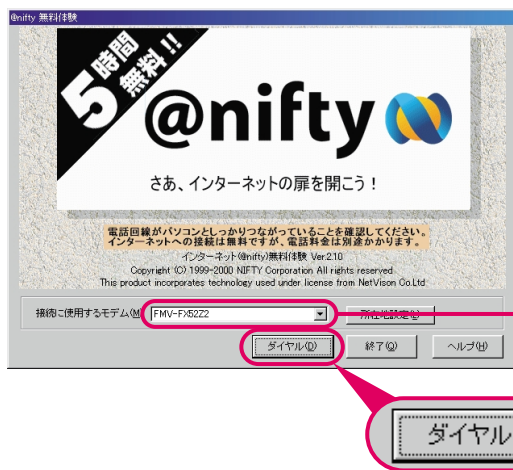 @nifty 無料体験
5時間
無料!!
@nifty
さあ、インターネットの扉を開こう！
電話回線がパソコンとしっかりつながっていることを確認してください。
インターネットへの接続は無料ですが、電話料金は別途かかります。
インターネット(@nifty)無料体験 Ver.2.10
Copyright (C) 1999-2000 NIFTY Corporation All rights reserved
This product incorporates technology used under license from NetVison Co.Ltd
接続に使用するモデム(M) FMV-FX52Z2 所在地設定(L)
ダイヤル(D) 終了(Q) ヘルプ(H)
ダイヤル